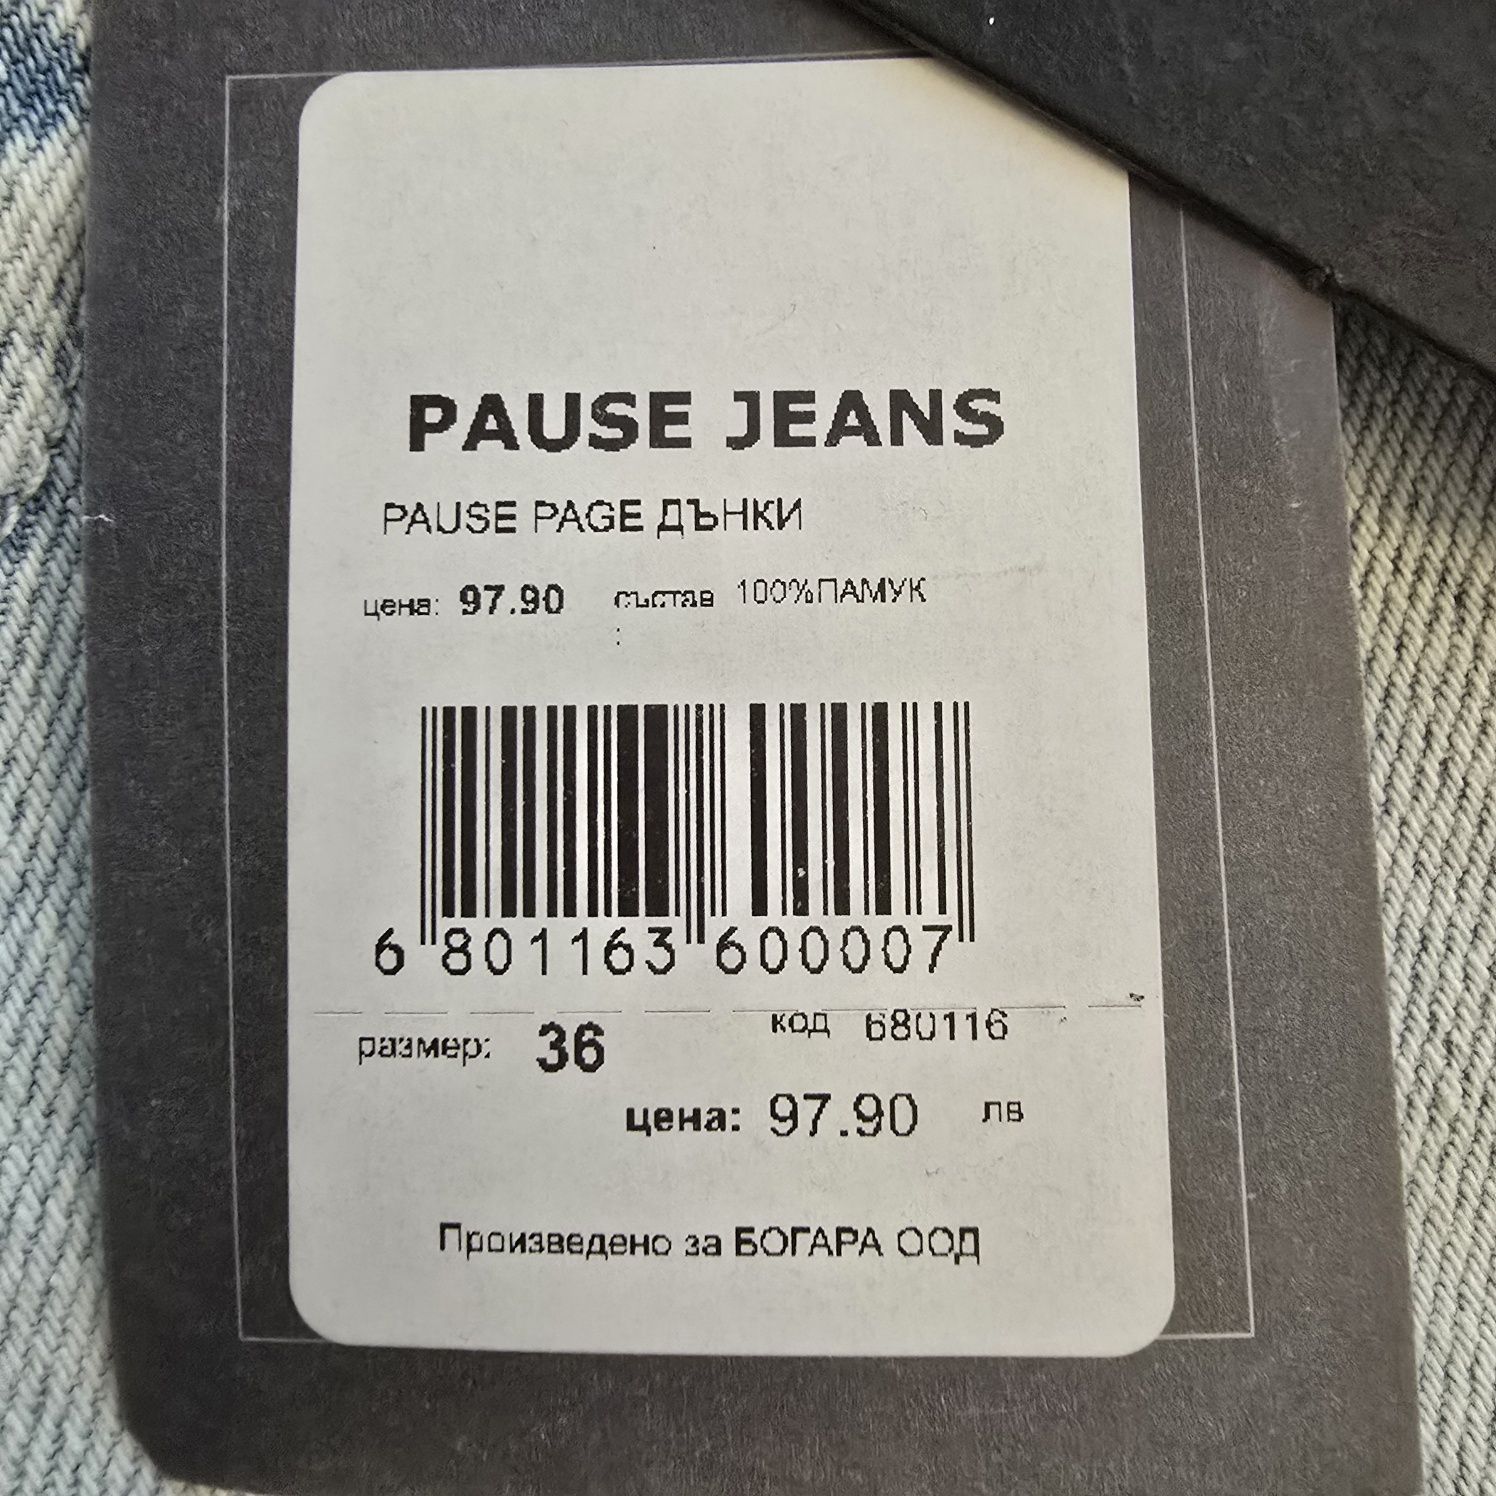 PAUSE JEANS
PAUSE PAGE ДЪНКИ
цена: 97.90 състав 100%ПАМУК
:
6 801163 600007
размер: 36 код 680116
цена: 97.90 лв
Произведено за БОГАРА ООД